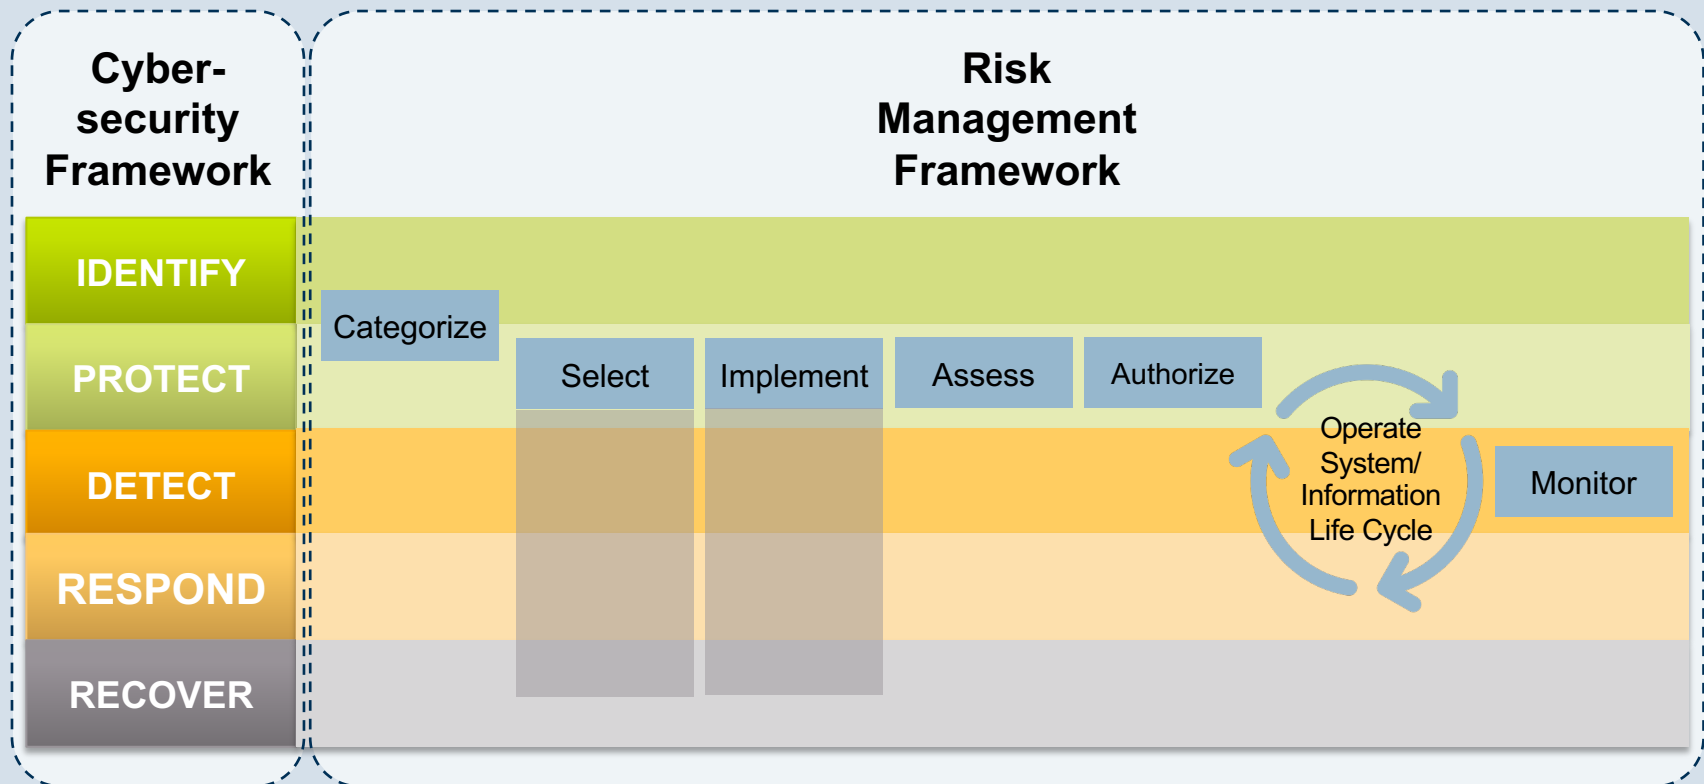 Cyber-
security
Framework
Risk
Management
Framework
IDENTIFY
Categorize
PROTECT
Select
Implement
Assess
Authorize
Operate
System/
Information
Life Cycle
DETECT
Monitor
RESPOND
RECOVER